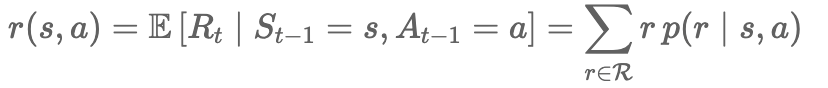 r(s, a) = 𝔼 [R_t | S_{t−1} = s, A_{t−1} = a] = ∑_{r∈ℛ} r p(r | s, a)